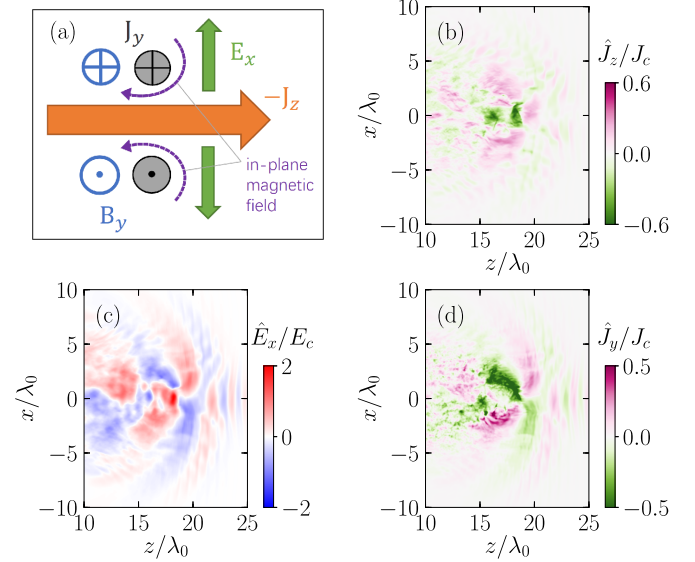 (a)
J_y
E_x
−J_z
in-plane
magnetic
field
B_y
(b)
Ĵ_z/J_c
x/λ_0
10
5
0
−5
−10
10
15
20
25
z/λ_0
0.6
0.0
−0.6
(c)
Ê_x/E_c
x/λ_0
10
5
0
−5
−10
10
15
20
25
z/λ_0
2
0
−2
(d)
Ĵ_y/J_c
x/λ_0
10
5
0
−5
−10
10
15
20
25
z/λ_0
0.5
0.0
−0.5